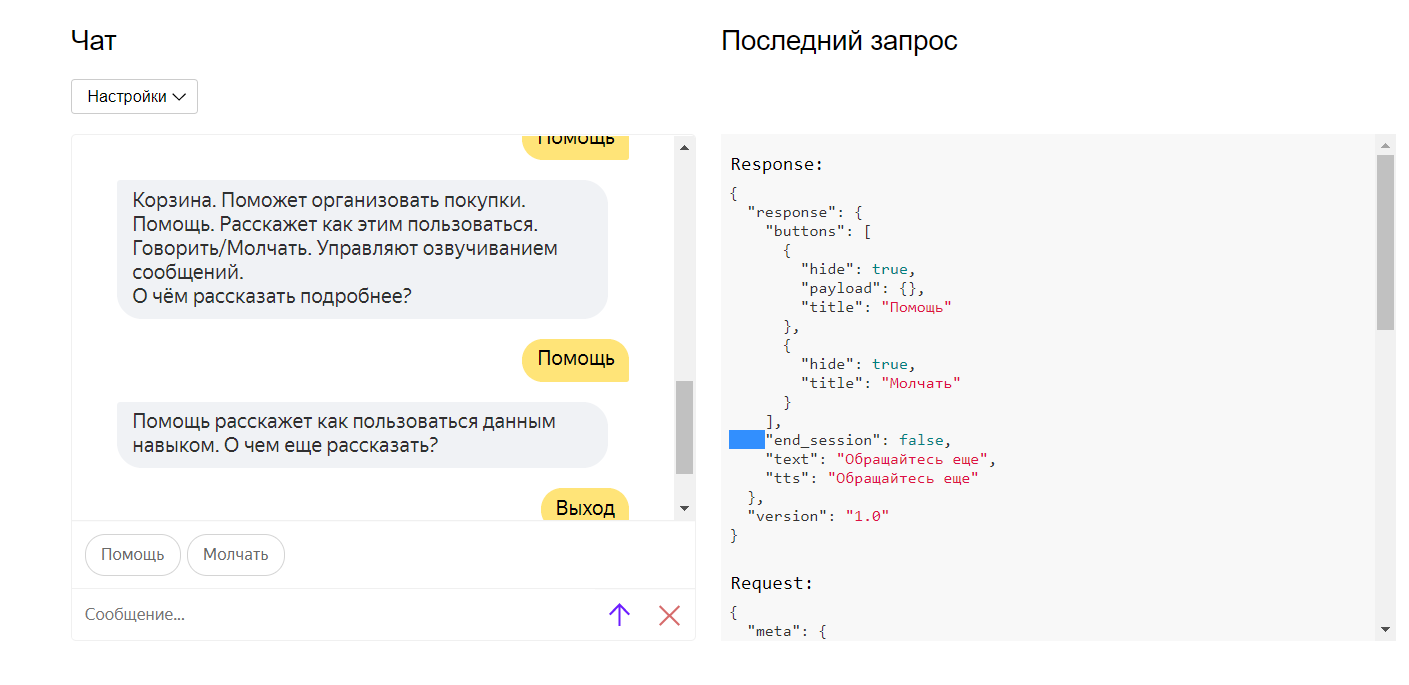 Чат
Настройки
Помощь
Корзина. Поможет организовать покупки.
Помощь. Расскажет как этим пользоваться.
Говорить/Молчать. Управляют озвучиванием
сообщений.
О чём рассказать подробнее?
Помощь
Помощь расскажет как пользоваться данным
навыком. О чем еще рассказать?
Выход
Помощь
Молчать
Сообщение...
Последний запрос
Response:
{
"response": {
"buttons": [
{
"hide": true,
"payload": {},
"title": "Помощь"
},
{
"hide": true,
"title": "Молчать"
}
],
"end_session": false,
"text": "Обращайтесь еще",
"tts": "Обращайтесь еще"
},
"version": "1.0"
}
Request:
{
"meta": {